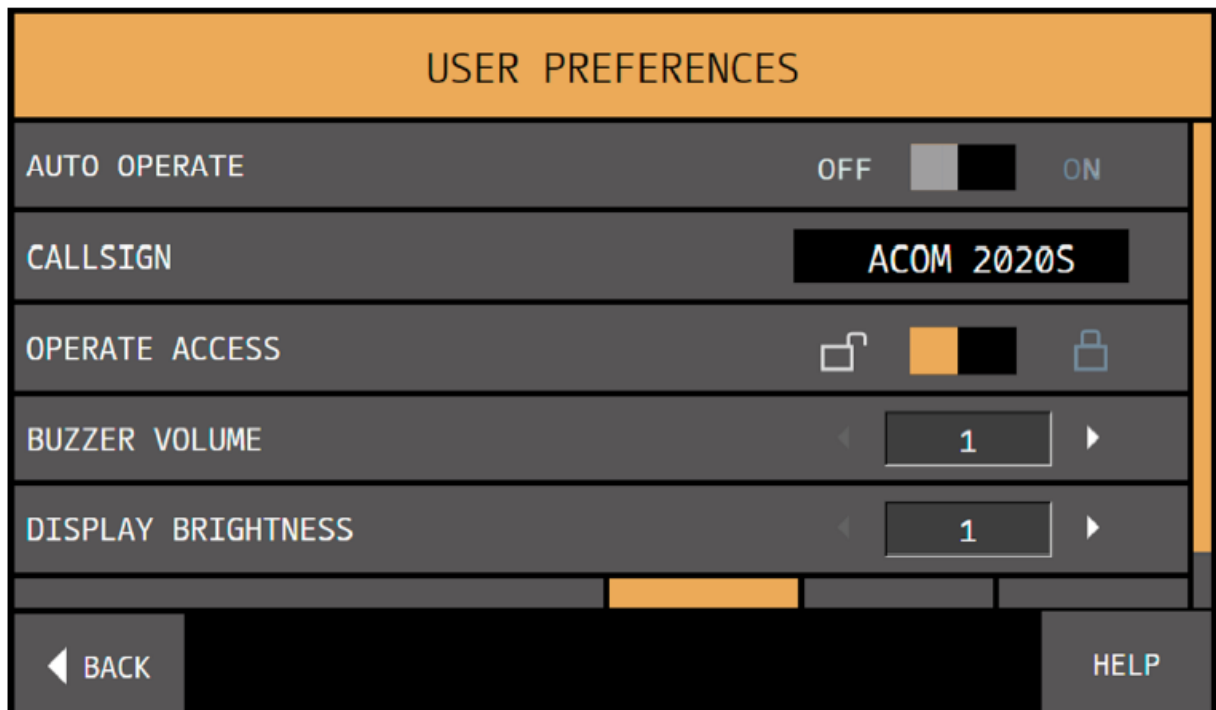 USER PREFERENCES
AUTO OPERATE OFF ON
CALLSIGN ACOM 2020S
OPERATE ACCESS
BUZZER VOLUME 1
DISPLAY BRIGHTNESS 1
BACK HELP